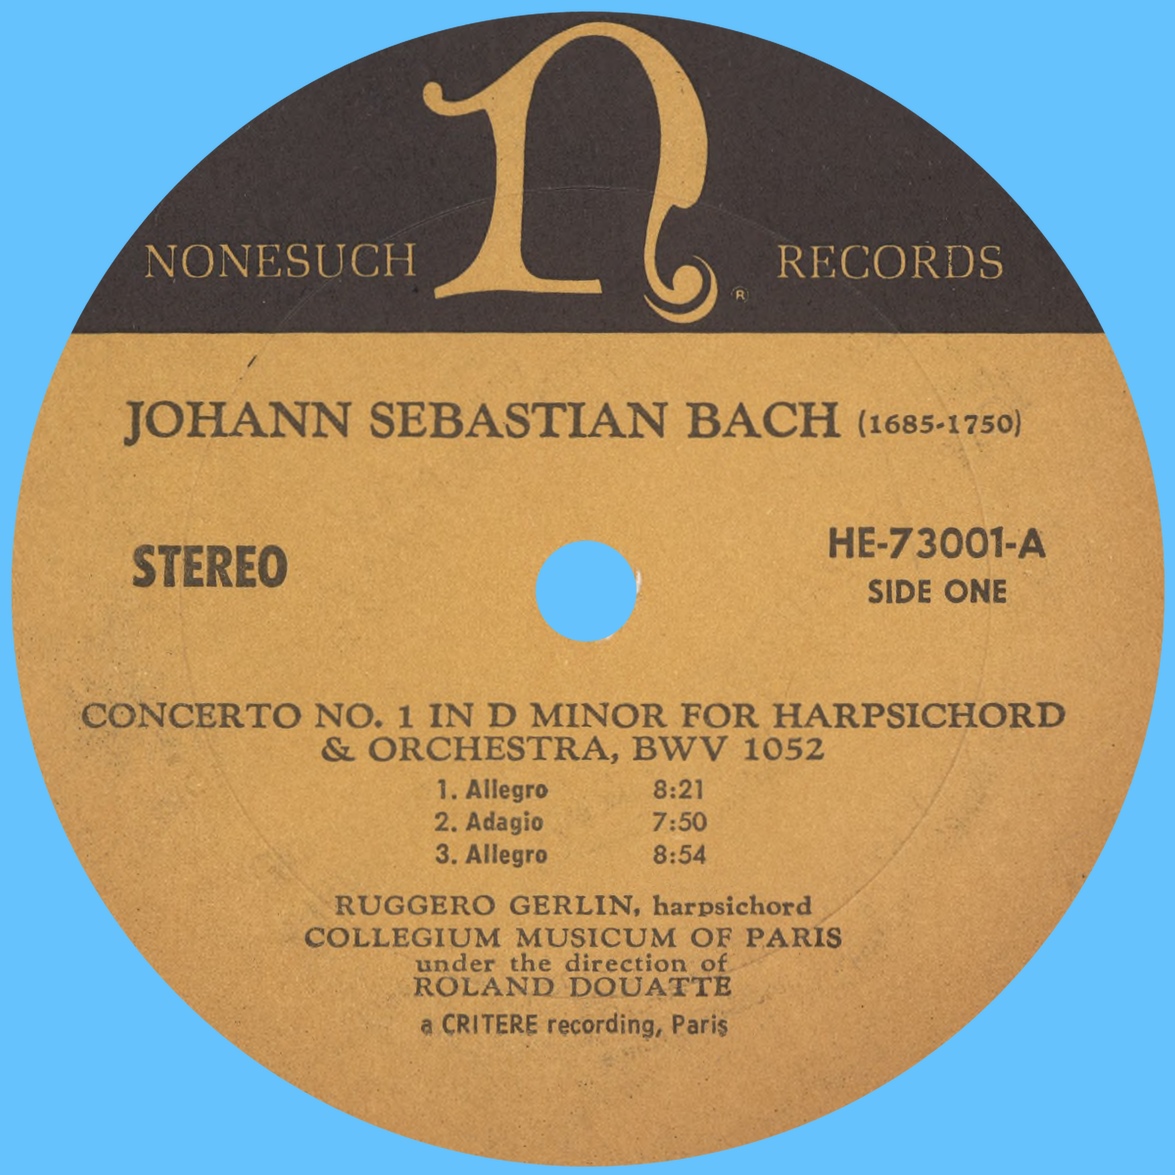 n
NONESUCH RECORDS ®
JOHANN SEBASTIAN BACH (1685-1750)
STEREO
HE-73001-A
SIDE ONE
CONCERTO NO. 1 IN D MINOR FOR HARPSICHORD
& ORCHESTRA, BWV 1052
1. Allegro 8:21
2. Adagio 7:50
3. Allegro 8:54
RUGGERO GERLIN, harpsichord
COLLEGIUM MUSICUM OF PARIS
under the direction of
ROLAND DOUATTE
a CRITERE recording, Paris